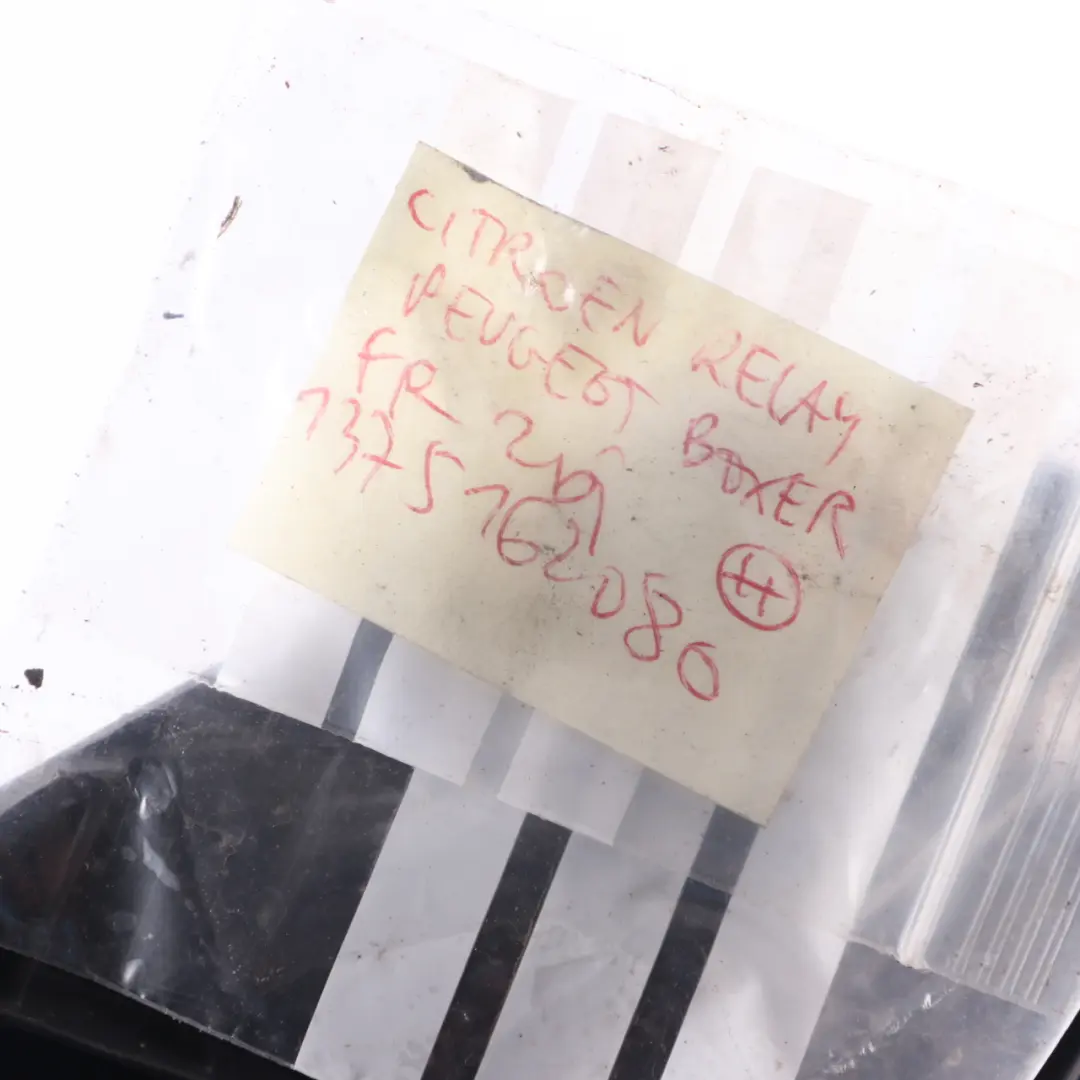 CITROEN RELAY
PEUGEOT BOXER
FR
7375762080
H